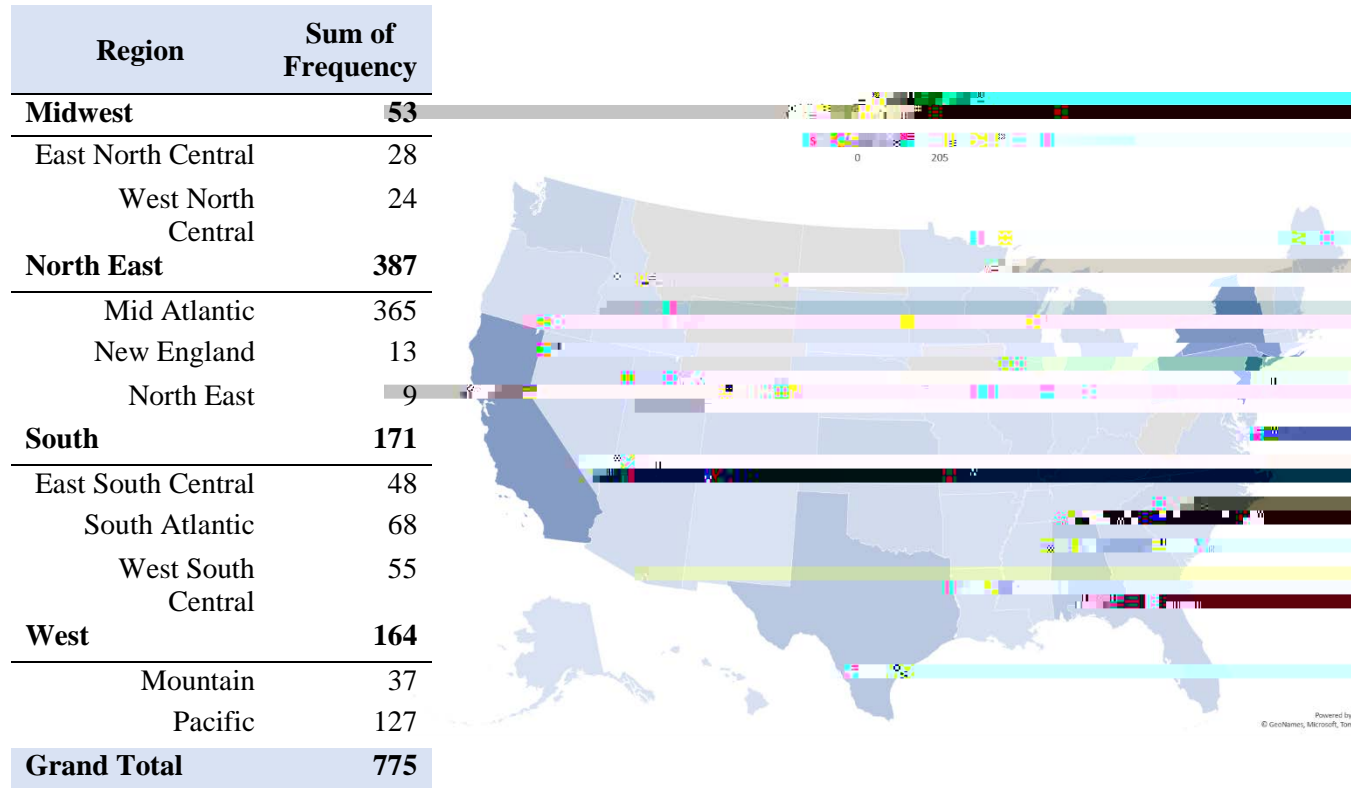 Region
Sum of
Frequency
Midwest 53
East North Central 28
West North
Central
24
North East 387
Mid Atlantic 365
New England 13
North East 9
South 171
East South Central 48
South Atlantic 68
West South
Central
55
West 164
Mountain 37
Pacific 127
Grand Total 775
0 205
Powered by
© GeoNames, Microsoft,